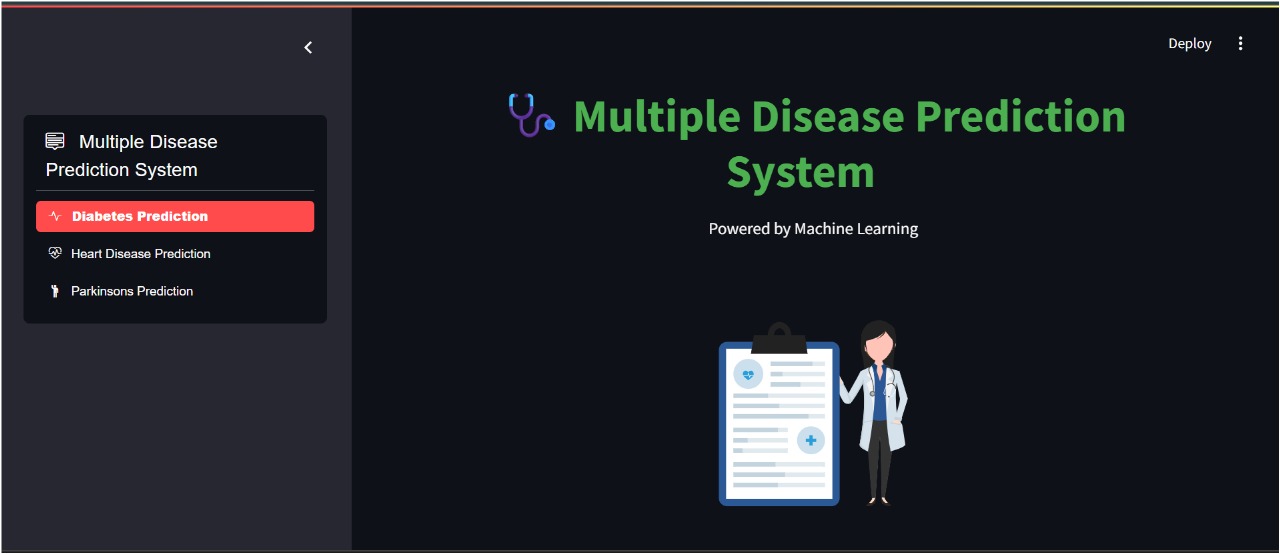 Deploy
Multiple Disease
Prediction System
Diabetes Prediction
Heart Disease Prediction
Parkinsons Prediction
Multiple Disease Prediction
System
Powered by Machine Learning